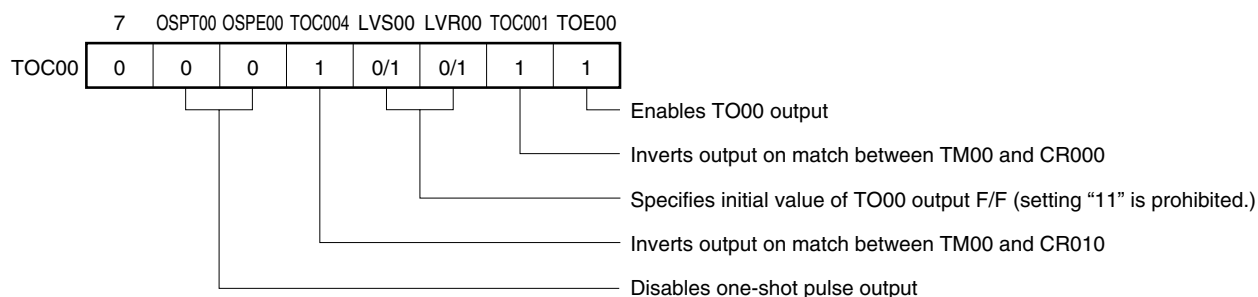 7 OSPT00 OSPE00 TOC004 LVS00 LVR00 TOC001 TOE00
TOC00 0 0 0 1 0/1 0/1 1 1
Enables TO00 output
Inverts output on match between TM00 and CR000
Specifies initial value of TO00 output F/F (setting “11” is prohibited.)
Inverts output on match between TM00 and CR010
Disables one-shot pulse output